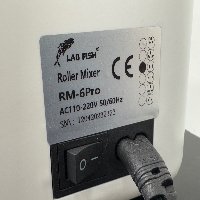 LAB FISH
Roller Mixer
CE
RM-6Pro
AC110-220V 50/60Hz